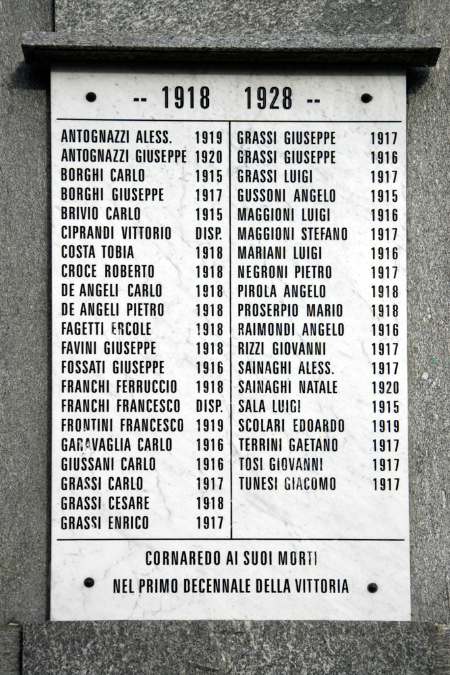 -- 1918 1928 --
ANTOGNAZZI ALESS. 1919
ANTOGNAZZI GIUSEPPE 1920
BORGHI CARLO 1915
BORGHI GIUSEPPE 1917
BRIVIO CARLO 1915
CIPRANDI VITTORIO DISP.
COSTA TOBIA 1918
CROCE ROBERTO 1918
DE ANGELI CARLO 1918
DE ANGELI PIETRO 1918
FAGETTI ERCOLE 1918
FAVINI GIUSEPPE 1918
FOSSATI GIUSEPPE 1916
FRANCHI FERRUCCIO 1918
FRANCHI FRANCESCO DISP.
FRONTINI FRANCESCO 1919
GARAVAGLIA CARLO 1916
GIUSSANI CARLO 1916
GRASSI CARLO 1917
GRASSI CESARE 1918
GRASSI ENRICO 1917
GRASSI GIUSEPPE 1917
GRASSI GIUSEPPE 1916
GRASSI LUIGI 1917
GUSSONI ANGELO 1915
MAGGIONI LUIGI 1916
MAGGIONI STEFANO 1917
MARIANI LUIGI 1916
NEGRONI PIETRO 1917
PIROLA ANGELO 1918
PROSERPIO MARIO 1918
RAIMONDI ANGELO 1916
RIZZI GIOVANNI 1917
SAINAGHI ALESS. 1917
SAINAGHI NATALE 1920
SALA LUIGI 1915
SCOLARI EDOARDO 1919
TERRINI GAETANO 1917
TOSI GIOVANNI 1917
TUNESI GIACOMO 1917
CORNAREDO AI SUOI MORTI
NEL PRIMO DECENNALE DELLA VITTORIA